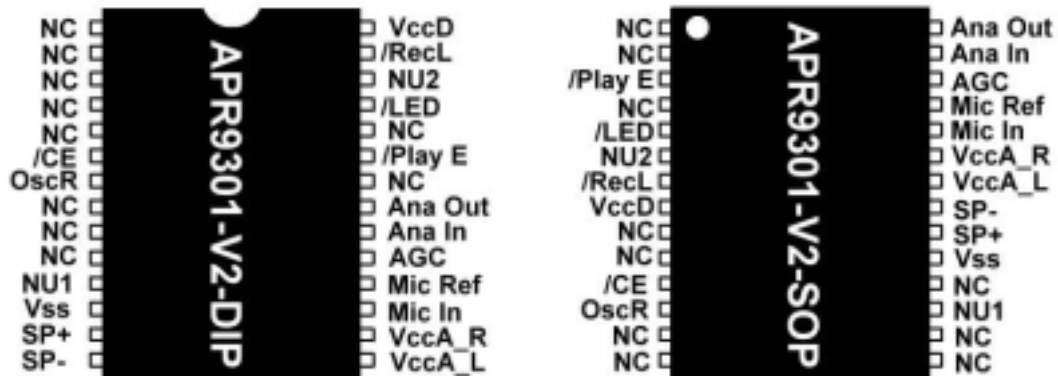 NC VccD
NC /RecL
NC NU2
NC /LED
NC NC
/CE /Play E
OscR NC
NC Ana Out
NC Ana In
NC AGC
NU1 Mic Ref
Vss Mic In
SP+ VccA_R
SP- VccA_L
APR9301-V2-DIP
NC Ana Out
NC Ana In
/Play E AGC
NC Mic Ref
/LED Mic In
NU2 VccA_R
/RecL VccA_L
VccD SP-
NC SP+
NC Vss
/CE NC
OscR NU1
NC NC
NC NC
APR9301-V2-SOP